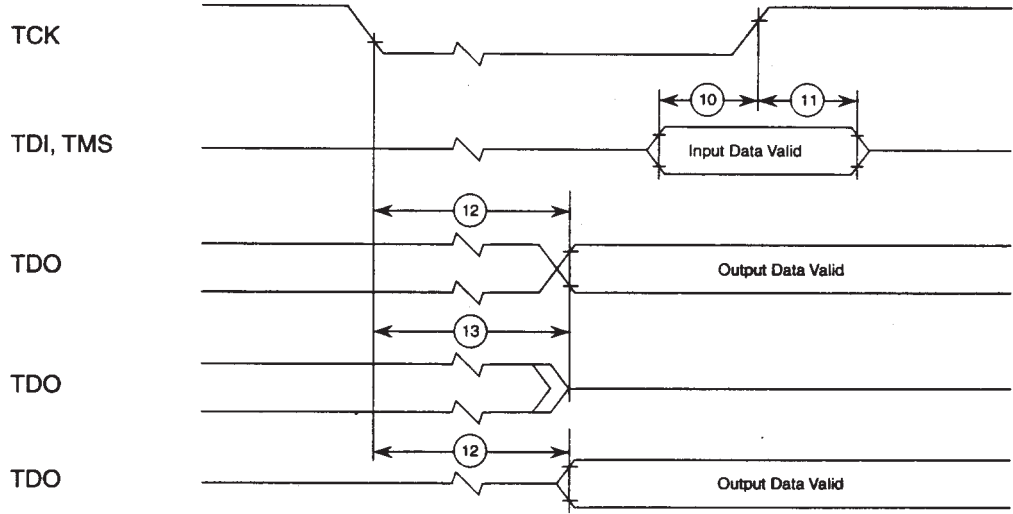 TCK
10
11
TDI, TMS
Input Data Valid
12
TDO
Output Data Valid
13
TDO
12
TDO
Output Data Valid